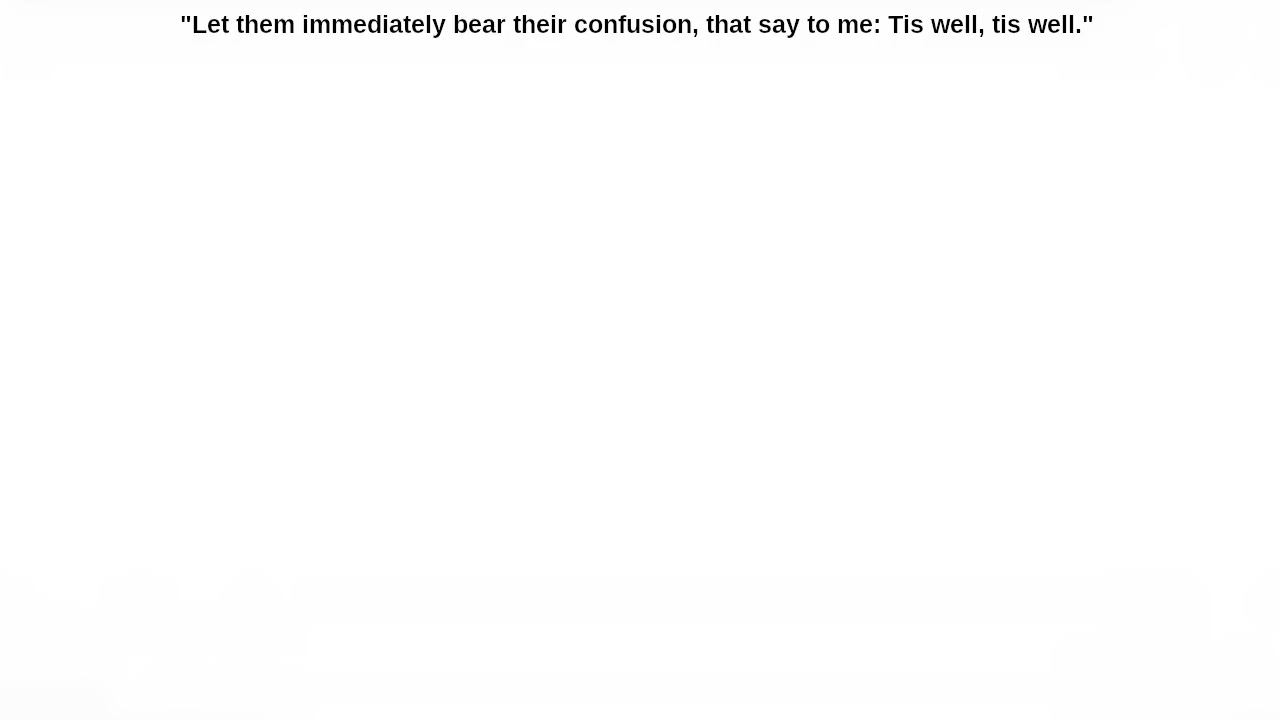 "Let them immediately bear their confusion, that say to me: Tis well, tis well."